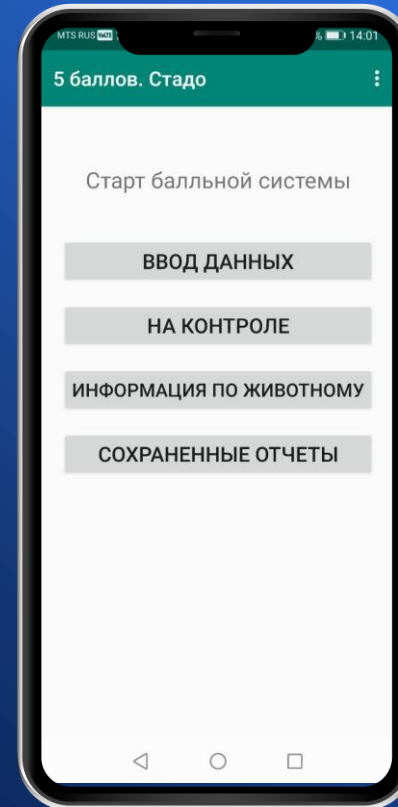 MTS RUS VoLTE % 14:01
5 баллов. Стадо
Старт балльной системы
ВВОД ДАННЫХ
НА КОНТРОЛЕ
ИНФОРМАЦИЯ ПО ЖИВОТНОМУ
СОХРАНЕННЫЕ ОТЧЕТЫ